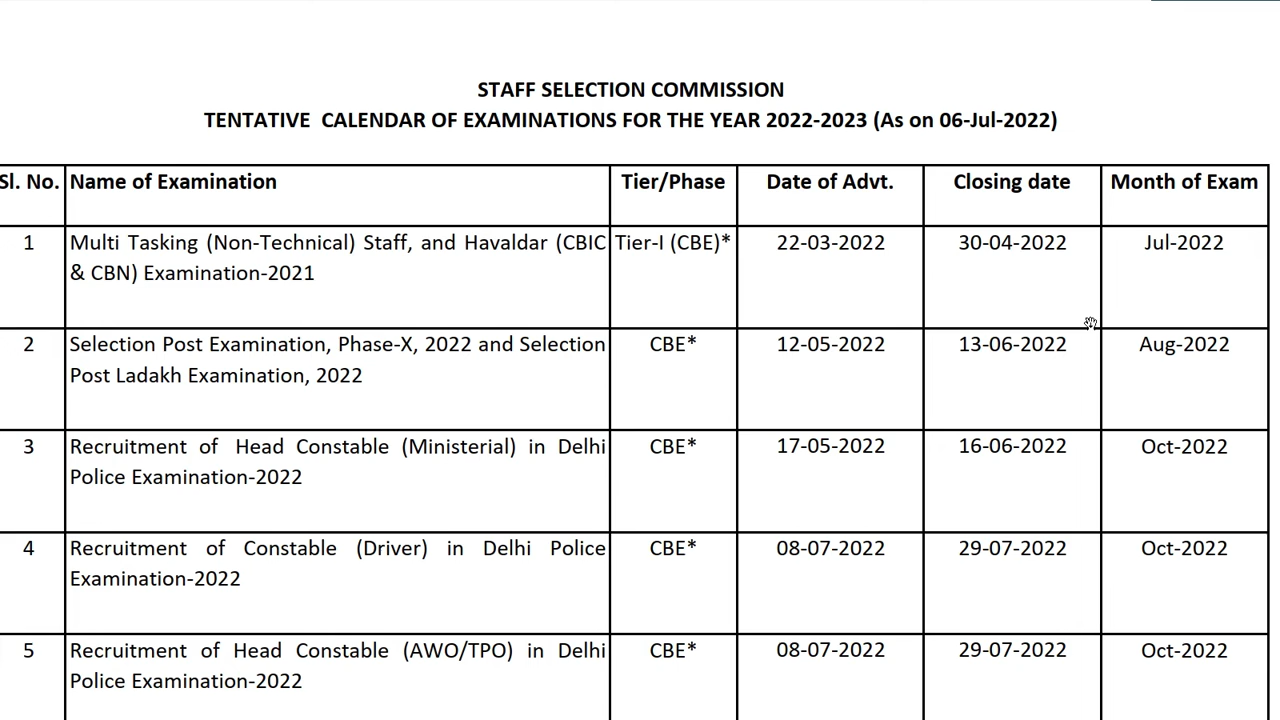 STAFF SELECTION COMMISSION
TENTATIVE CALENDAR OF EXAMINATIONS FOR THE YEAR 2022-2023 (As on 06-Jul-2022)
Sl. No. Name of Examination Tier/Phase Date of Advt. Closing date Month of Exam
1 Multi Tasking (Non-Technical) Staff, and Havaldar (CBIC Tier-I (CBE)* 22-03-2022 30-04-2022 Jul-2022
& CBN) Examination-2021
2 Selection Post Examination, Phase-X, 2022 and Selection CBE* 12-05-2022 13-06-2022 Aug-2022
Post Ladakh Examination, 2022
3 Recruitment of Head Constable (Ministerial) in Delhi CBE* 17-05-2022 16-06-2022 Oct-2022
Police Examination-2022
4 Recruitment of Constable (Driver) in Delhi Police CBE* 08-07-2022 29-07-2022 Oct-2022
Examination-2022
5 Recruitment of Head Constable (AWO/TPO) in Delhi CBE* 08-07-2022 29-07-2022 Oct-2022
Police Examination-2022